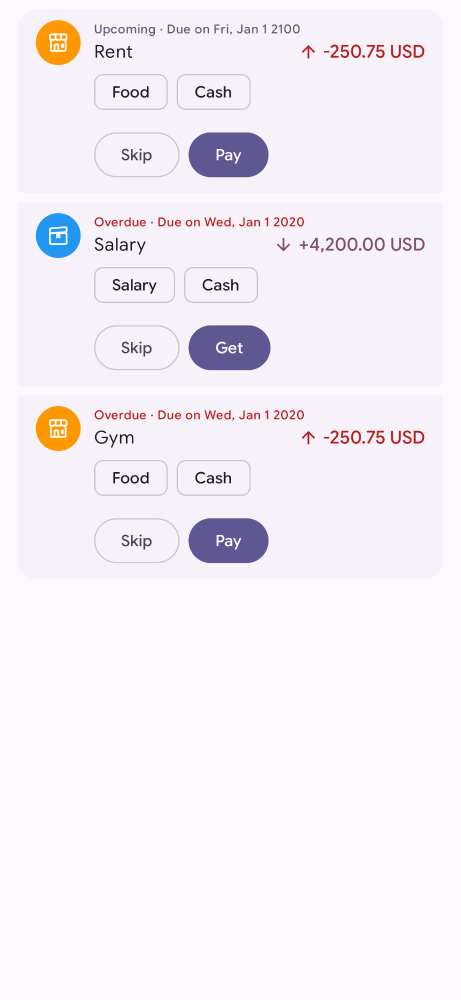 Upcoming · Due on Fri, Jan 1 2100
Rent
-250.75 USD
Food
Cash
Skip
Pay
Overdue · Due on Wed, Jan 1 2020
Salary
+4,200.00 USD
Salary
Cash
Skip
Get
Overdue · Due on Wed, Jan 1 2020
Gym
-250.75 USD
Food
Cash
Skip
Pay